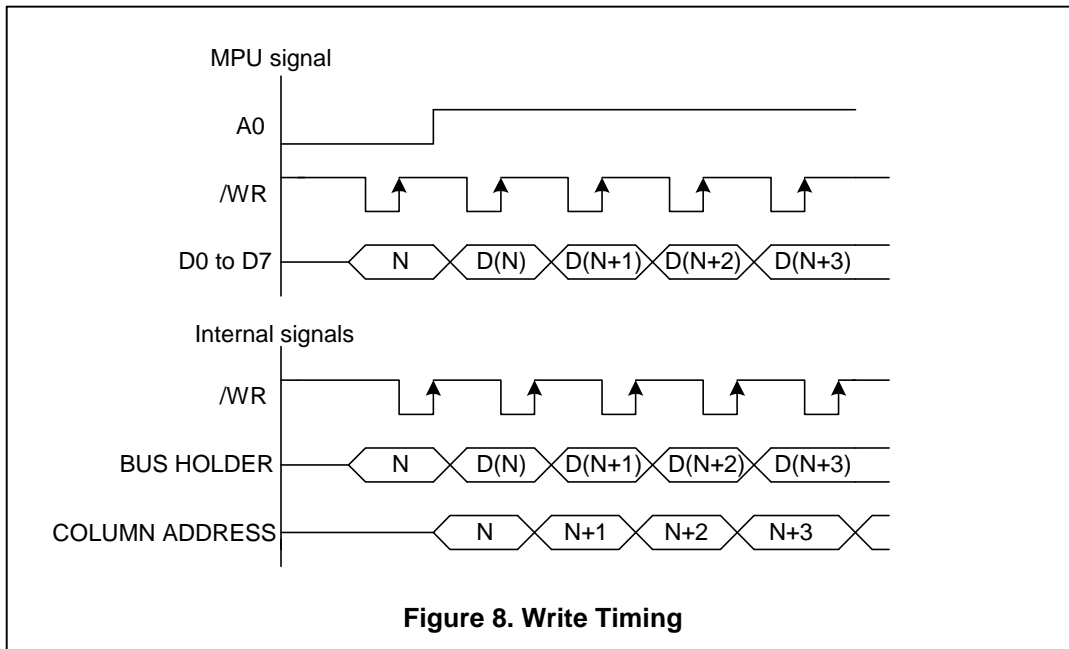 MPU signal
A0
/WR
D0 to D7
N D(N) D(N+1) D(N+2) D(N+3)
Internal signals
/WR
BUS HOLDER
N D(N) D(N+1) D(N+2) D(N+3)
COLUMN ADDRESS
N N+1 N+2 N+3
Figure 8. Write Timing